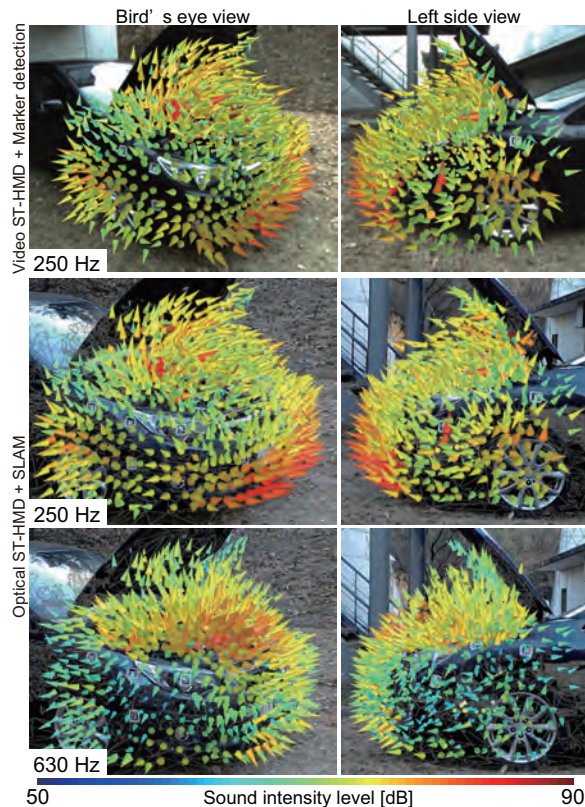 Bird’ s eye view
Left side view
Video ST-HMD + Marker detection
250 Hz
Optical ST-HMD + SLAM
250 Hz
630 Hz
50
Sound intensity level [dB]
90